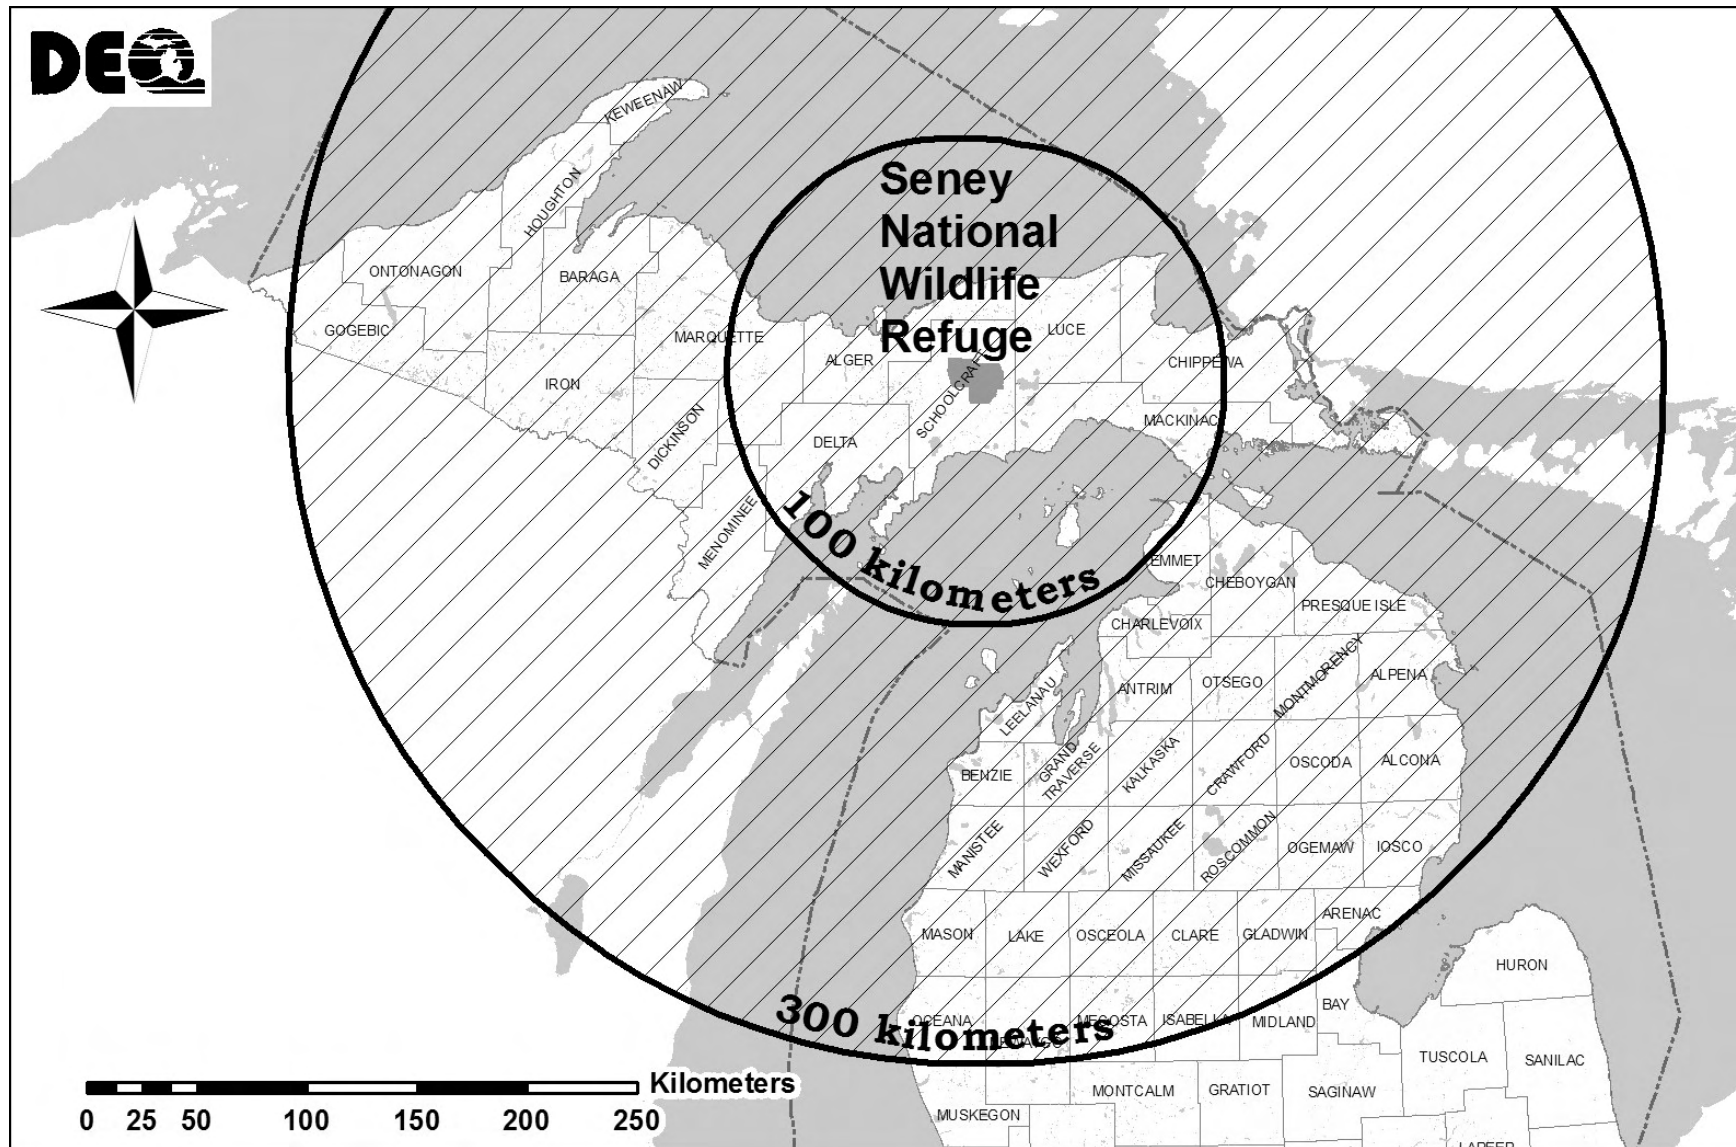 DEQ
KEWEENAW
Seney
National
Wildlife
Refuge
HOUGHTON
ONTONAGON
BARAGA
GOGEBIC
MARQUETTE
LUCE
ALGER
CHIPPEWA
IRON
SCHOOLCRAFT
DICKINSON
DELTA
MACKINAC
MENOMINEE
100 kilometers
EMMET
CHEBOYGAN
PRESQUE ISLE
CHARLEVOIX
ANTRIM
OTSEGO
MONTMORENCY
ALPENA
LEELANAU
BENZIE
GRAND
TRAVERSE
KALKASKA
CRAWFORD
OSCODA
ALCONA
MANISTEE
WEXFORD
MISSAUKEE
ROSCOMMON
OGEMAW
IOSCO
ARENAC
MASON
LAKE
OSCEOLA
CLARE
GLADWIN
HURON
BAY
300 kilometers
OCEANA
MECOSTA
ISABELLA
MIDLAND
TUSCOLA
SANILAC
Kilometers
0 25 50 100 150 200 250
MONTCALM
GRATIOT
SAGINAW
MUSKEGON